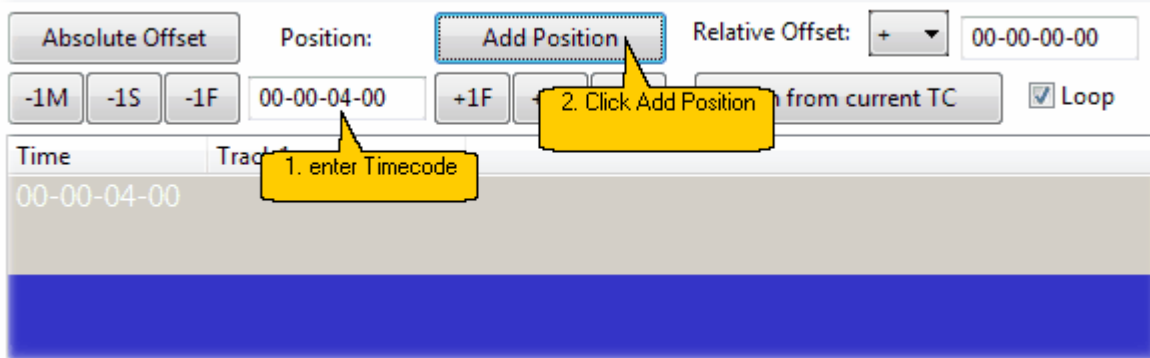 Absolute Offset Position: Add Position Relative Offset: + 00-00-00-00
-1M -1S -1F 00-00-04-00 +1F 2. Click Add Position from current TC Loop
Time 1. enter Timecode
00-00-04-00